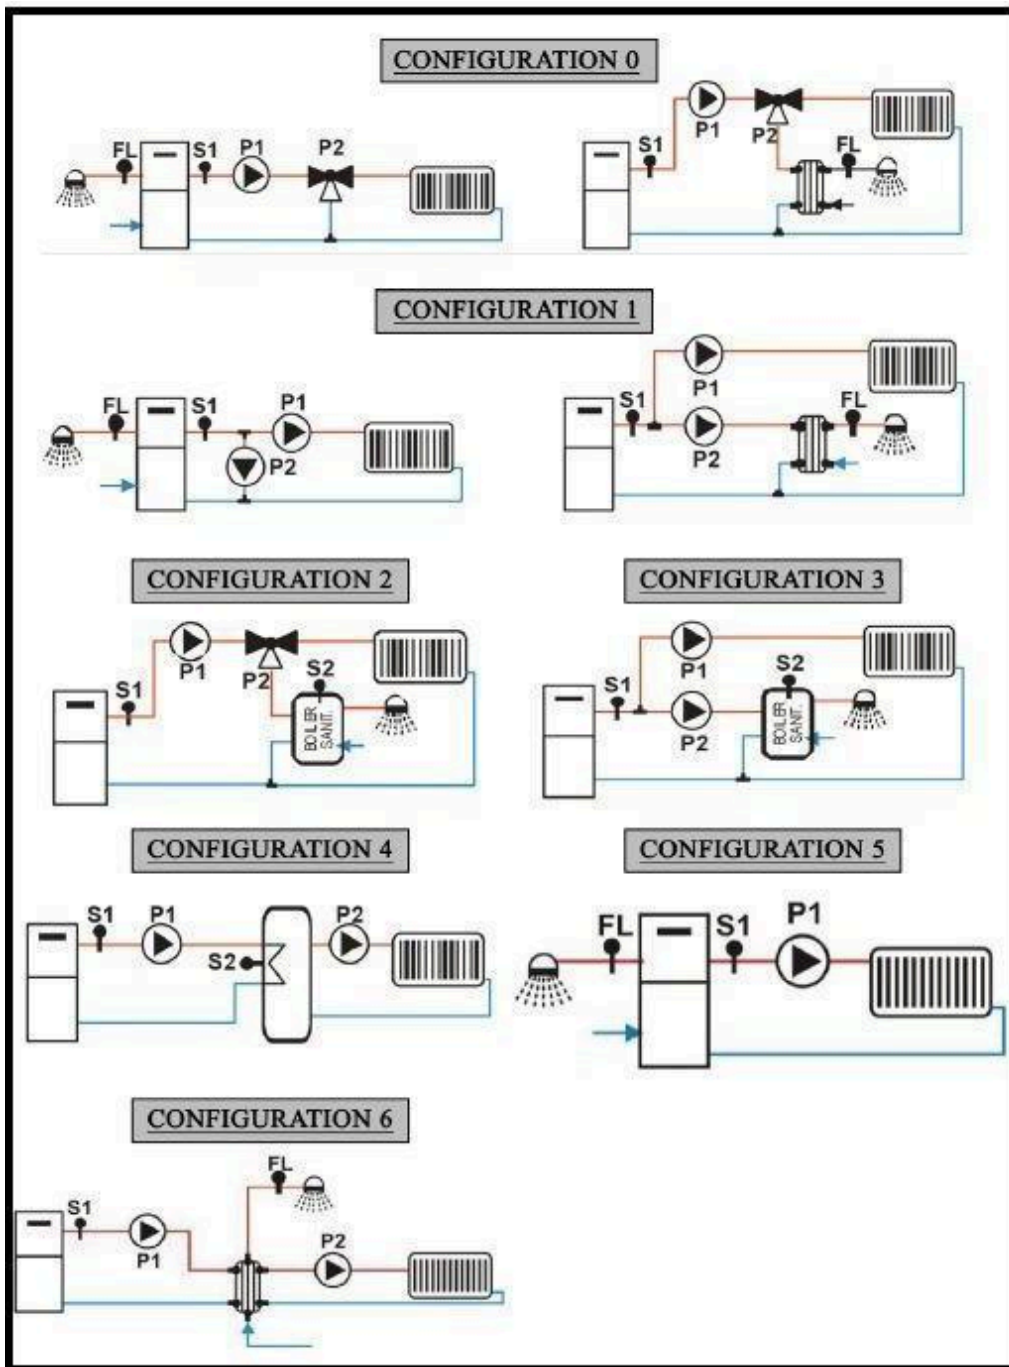 CONFIGURATION 0
FL S1 P1 P2
S1 P1 P2 FL
CONFIGURATION 1
FL S1 P1 P2
S1 P1 P2 FL
CONFIGURATION 2
S1 P1 P2 S2
BOILER
SANIT.
CONFIGURATION 3
S1 P1 P2 S2
BOILER
SANIT.
CONFIGURATION 4
S1 P1 S2 P2
CONFIGURATION 5
FL S1 P1
CONFIGURATION 6
S1 P1 FL P2